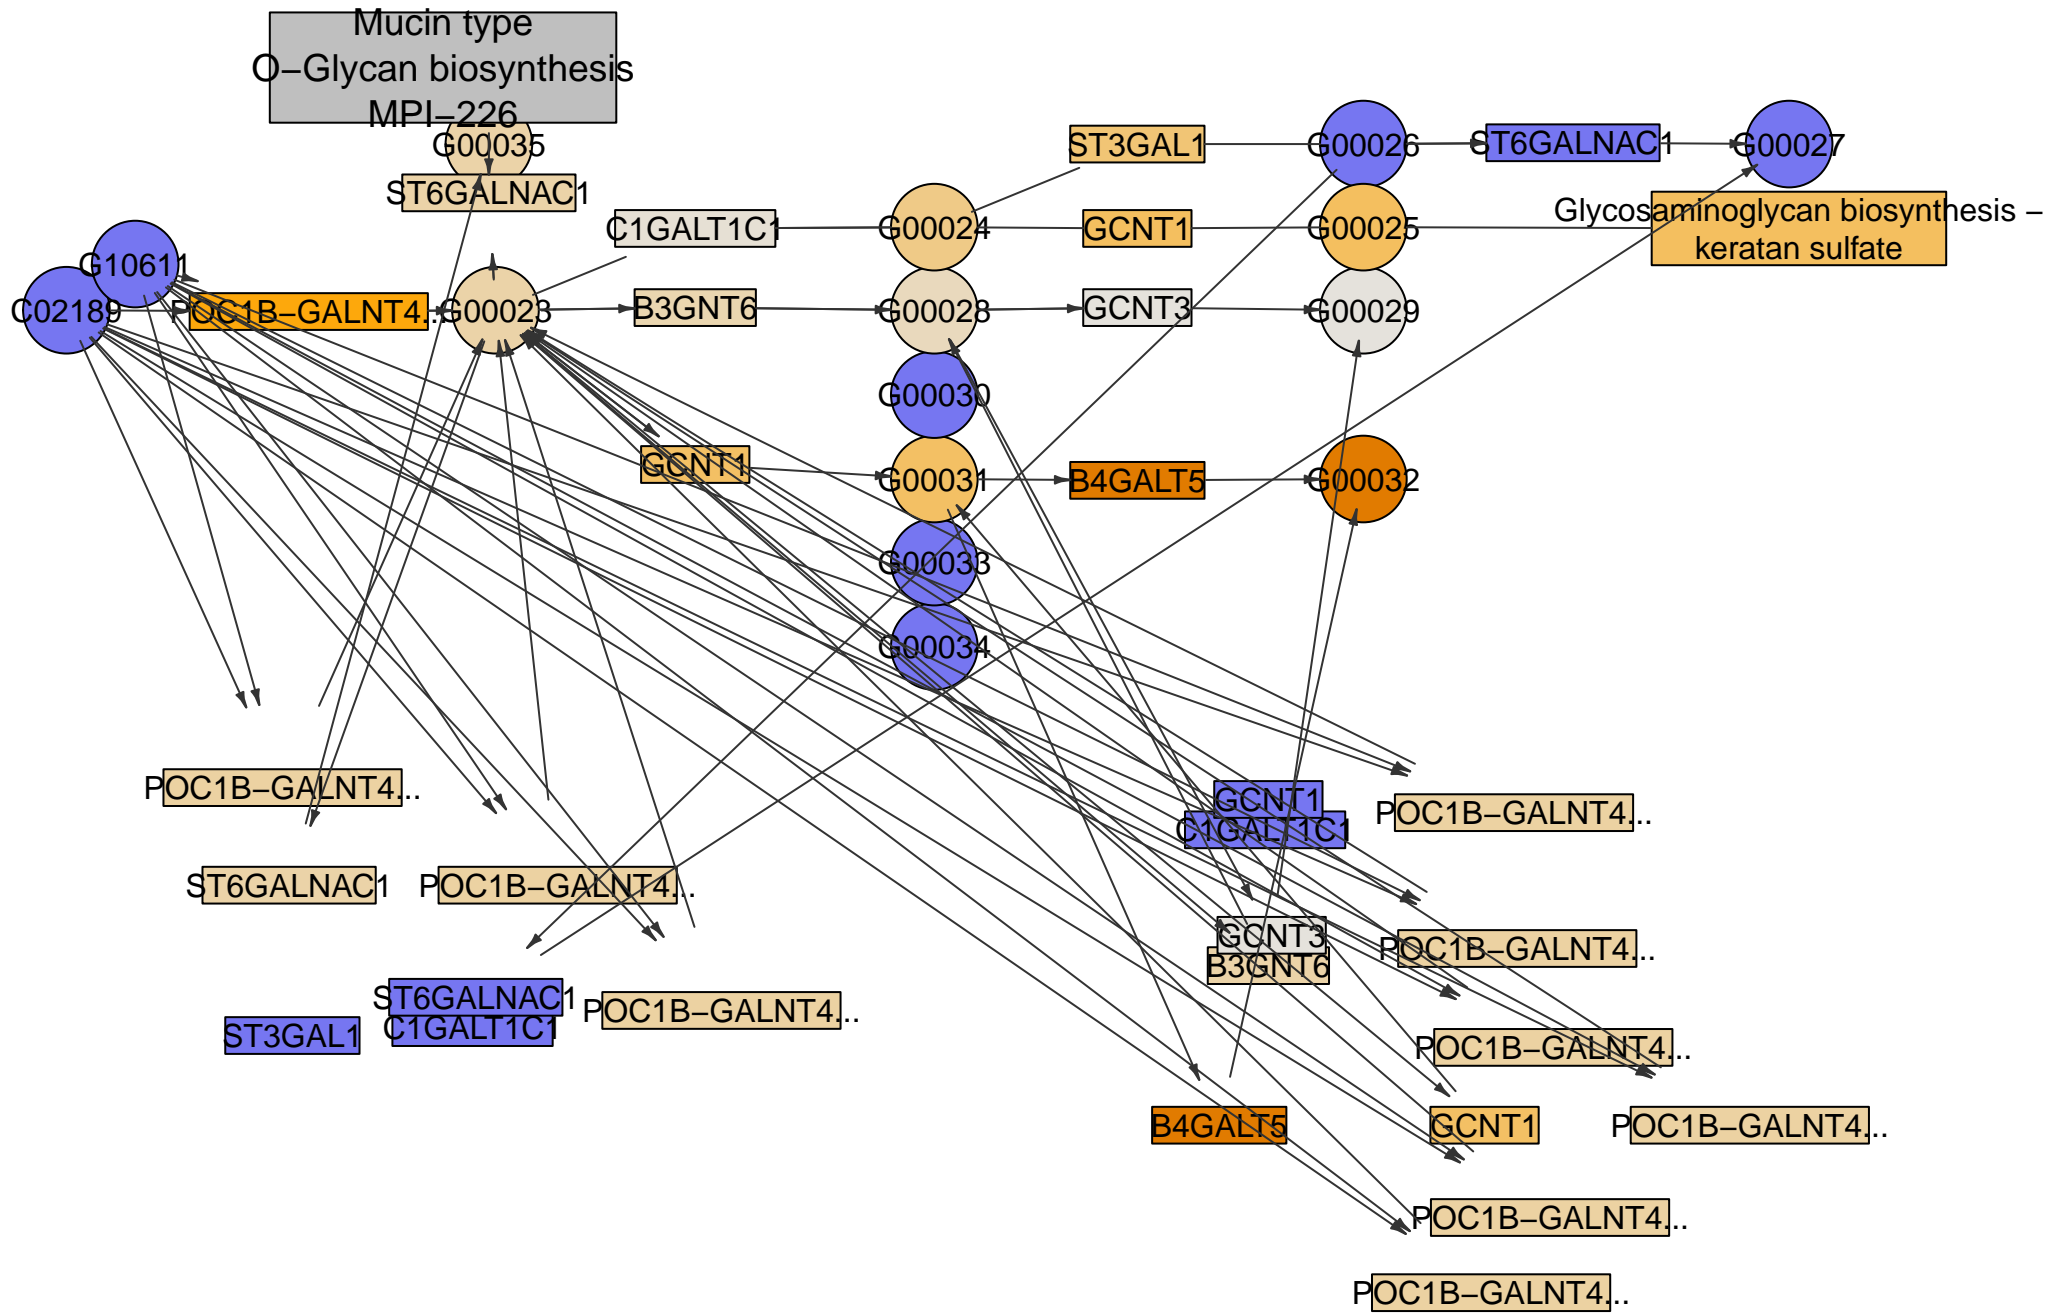 Mucin type
O−Glycan biosynthesis
MPI−226
G00035
ST3GAL1
G00026
ST6GALNAC1
G00027
ST6GALNAC1
C1GALT1C1
G00024
GCNT1
G00025
Glycosaminoglycan biosynthesis −
keratan sulfate
G10611
C02189
POC1B−GALNT4...
G00023
B3GNT6
G00028
GCNT3
G00029
G00030
GCNT1
G00031
B4GALT5
G00032
G00033
G00034
POC1B−GALNT4...
GCNT1
POC1B−GALNT4...
C1GALT1C1
ST6GALNAC1
POC1B−GALNT4...
GCNT3
POC1B−GALNT4...
B3GNT6
ST6GALNAC1
POC1B−GALNT4...
ST3GAL1
C1GALT1C1
POC1B−GALNT4...
B4GALT5
GCNT1
POC1B−GALNT4...
POC1B−GALNT4...
POC1B−GALNT4...